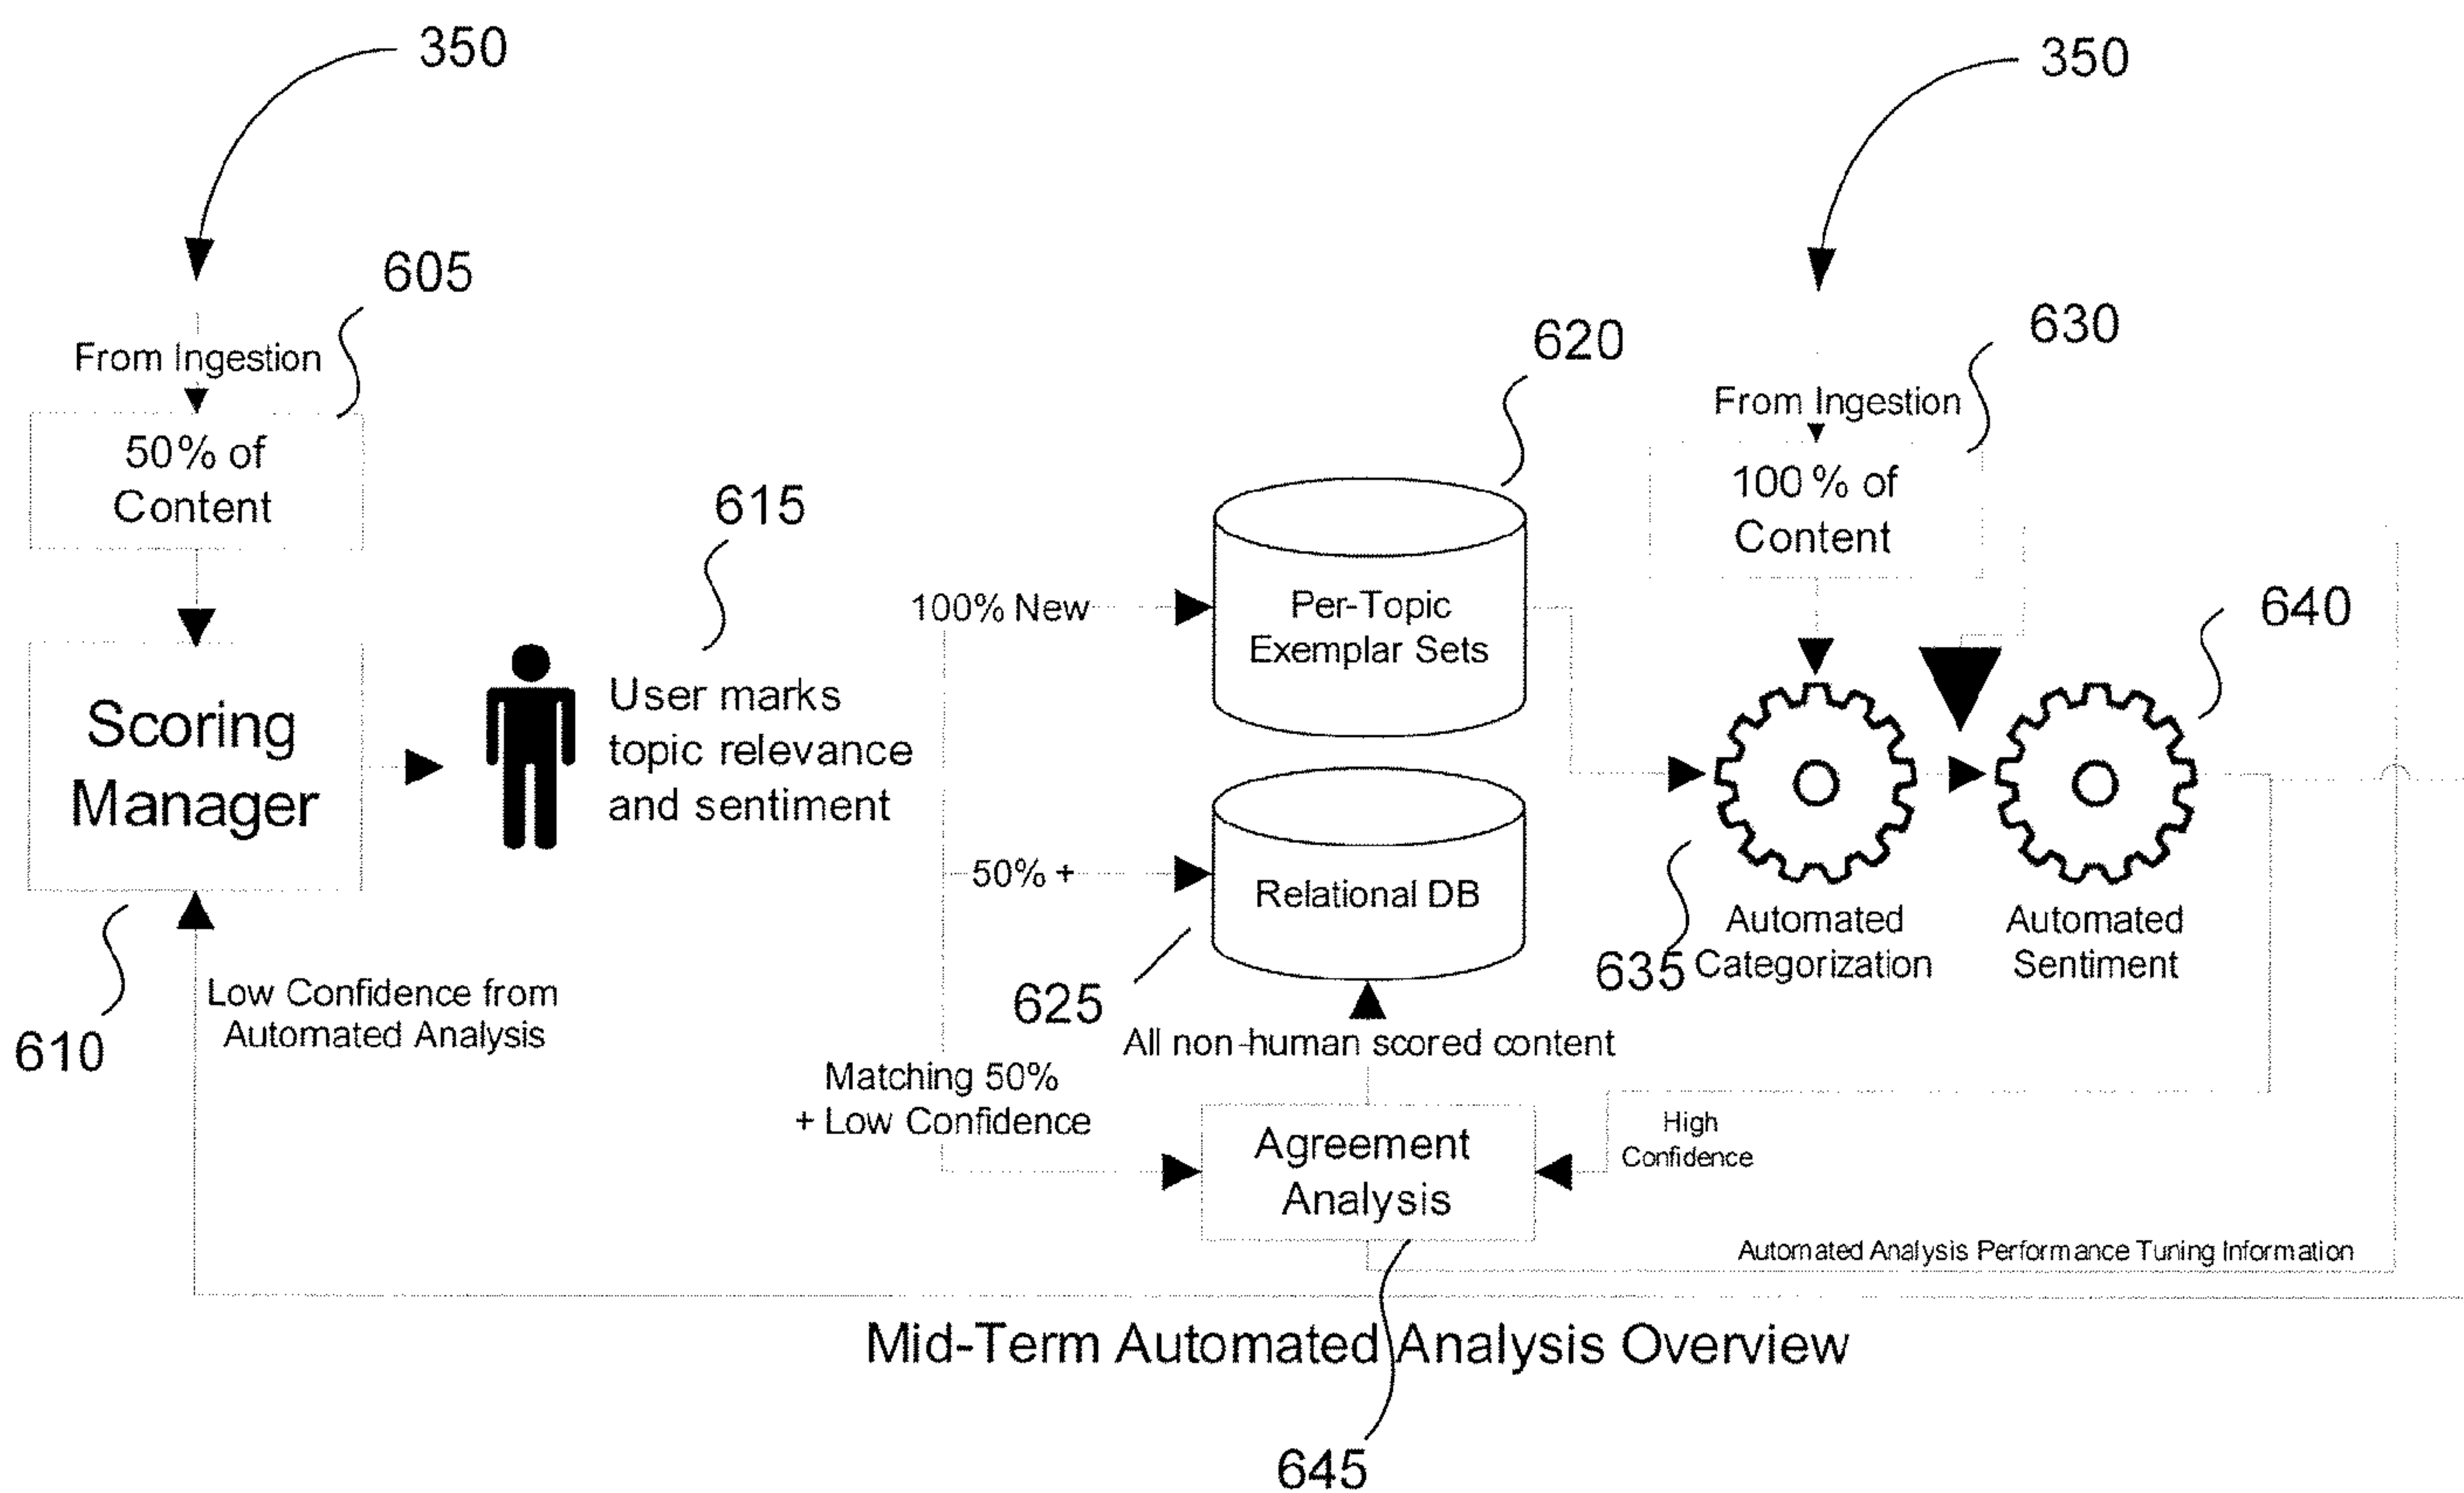 350
350
605
From Ingestion
630
620
From Ingestion
50% of
Content
100 % of
Content
615
100% New
Per-Topic
Exemplar Sets
640
User marks
topic relevance
and sentiment
Scoring
Manager
50% +
Relational DB
Automated
Categorization
Automated
Sentiment
635
625
Low Confidence from
Automated Analysis
610
All non-human scored content
Matching 50%
+ Low Confidence
High
Confidence
Agreement
Analysis
Automated Analysis Performance Tuning Information
Mid-Term Automated Analysis Overview
645